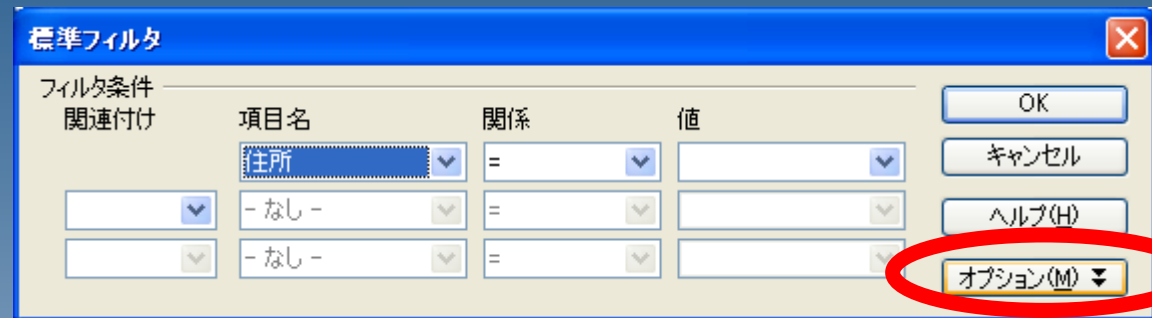 標準フィルタ
フィルタ条件
関連付け 項目名 関係 値
住所 =
- なし - =
- なし - =
OK
キャンセル
ヘルプ(H)
オプション(M)